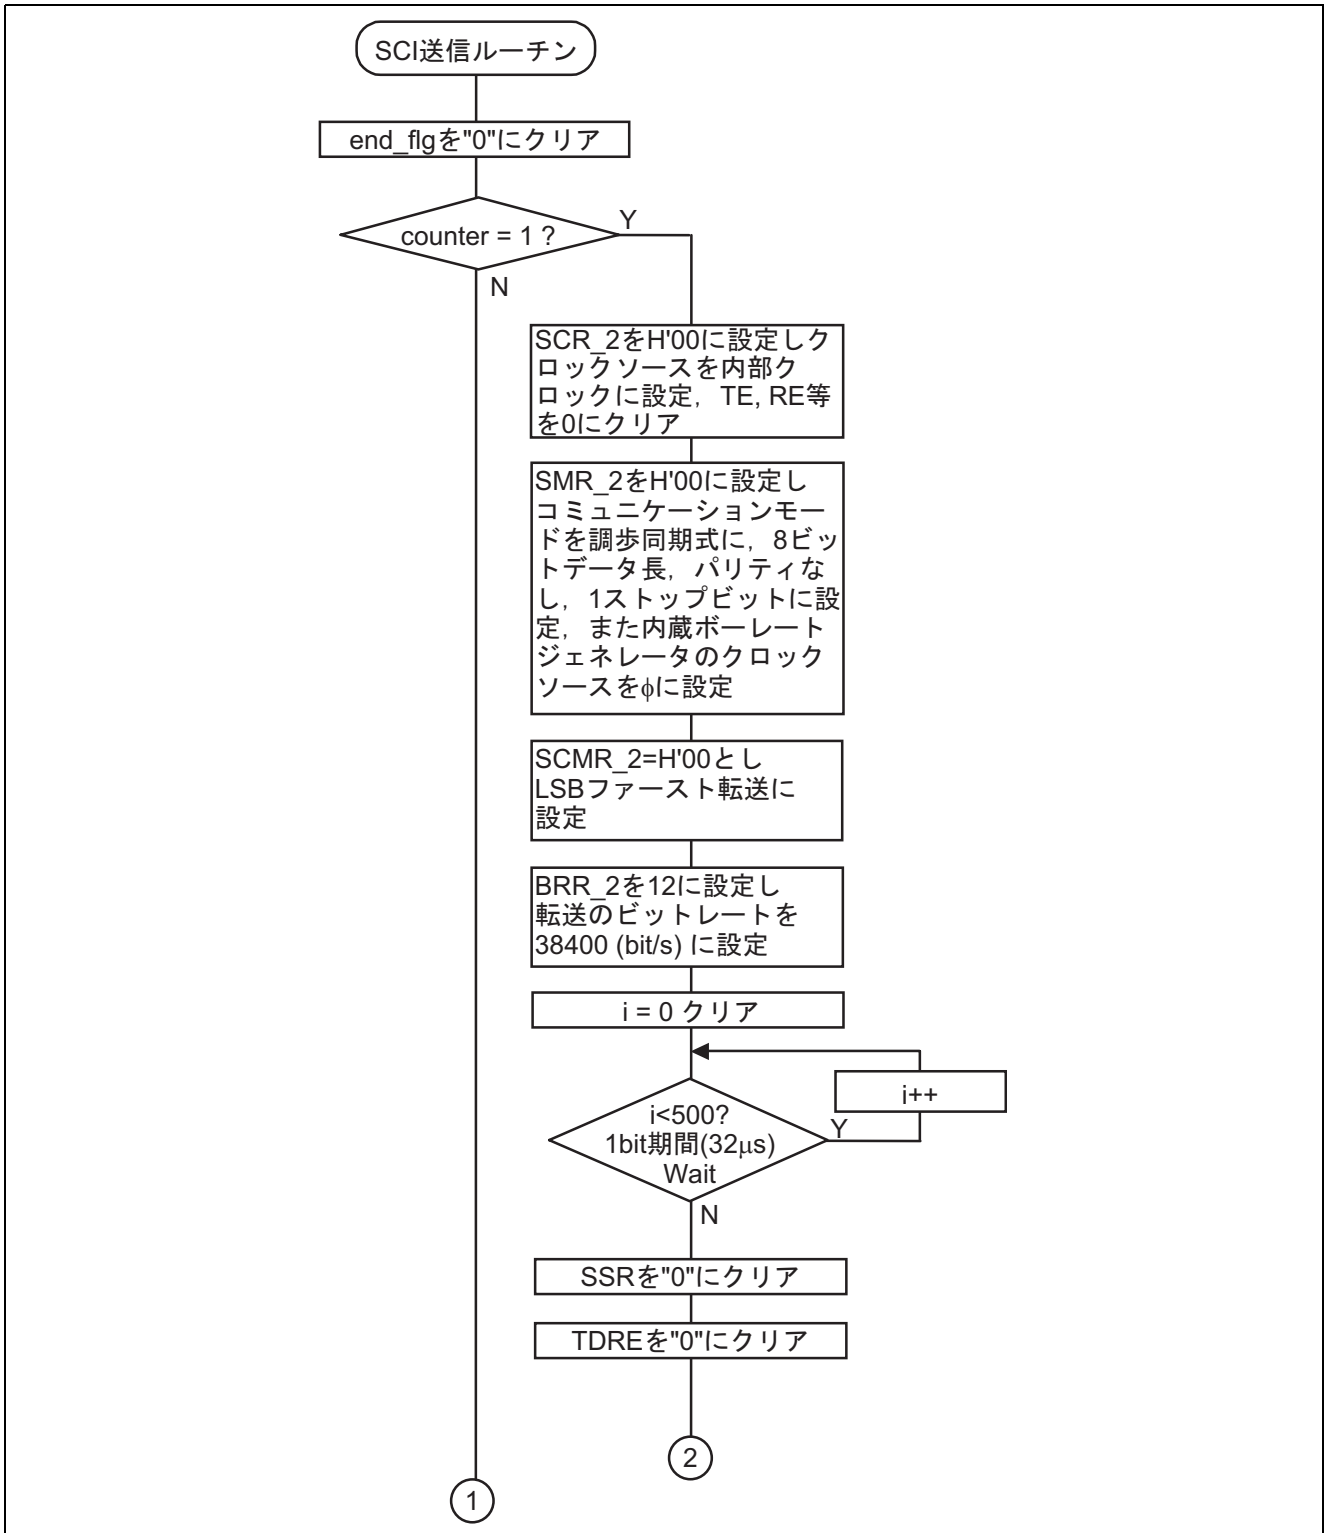 SCI送信ルーチン
end_flgを"0"にクリア
counter = 1 ?
Y
N
SCR_2をH'00に設定しク
ロックソースを内部ク
ロックに設定，TE, RE等
を0にクリア
SMR_2をH'00に設定し
コミュニケーションモー
ドを調歩同期式に，8ビッ
トデータ長，パリティな
し，1ストップビットに設
定，また内蔵ボーレート
ジェネレータのクロック
ソースをϕに設定
SCMR_2=H'00とし
LSBファースト転送に
設定
BRR_2を12に設定し
転送のビットレートを
38400 (bit/s) に設定
i = 0 クリア
i++
i<500?
1bit期間(32μs)
Wait
Y
N
SSRを"0"にクリア
TDREを"0"にクリア
2
1